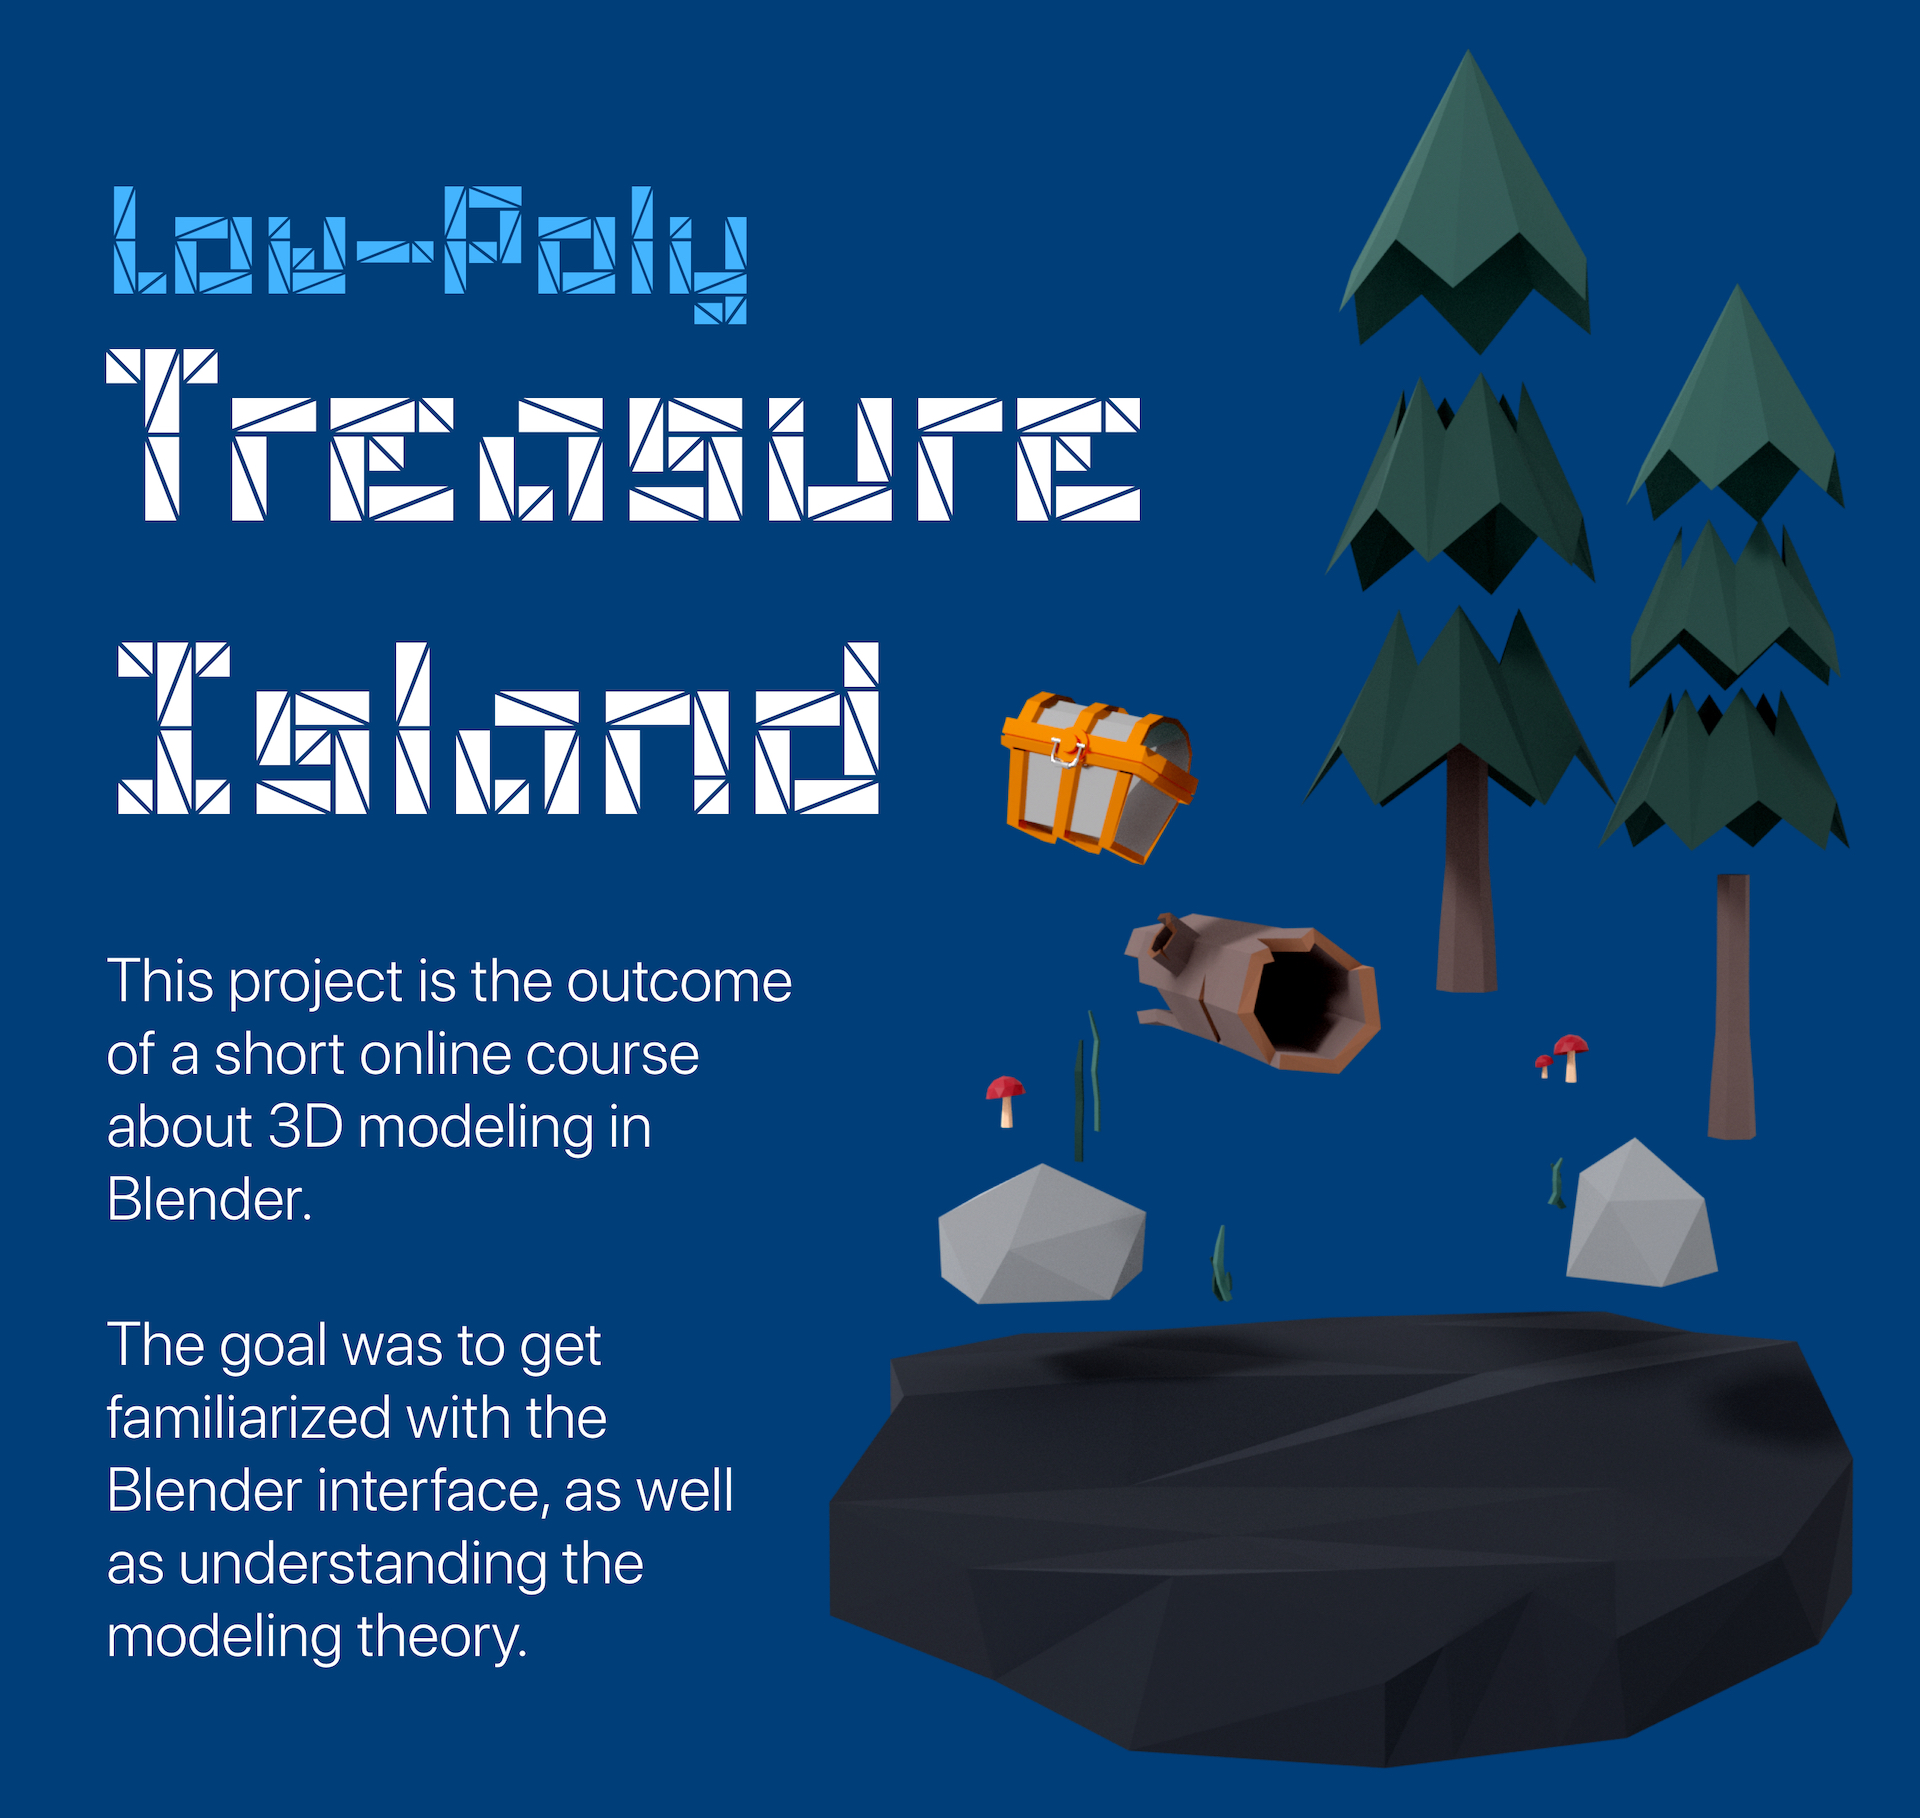 Low-Poly
Treasure
Island
This project is the outcome
of a short online course
about 3D modeling in
Blender.
The goal was to get
familiarized with the
Blender interface, as well
as understanding the
modeling theory.